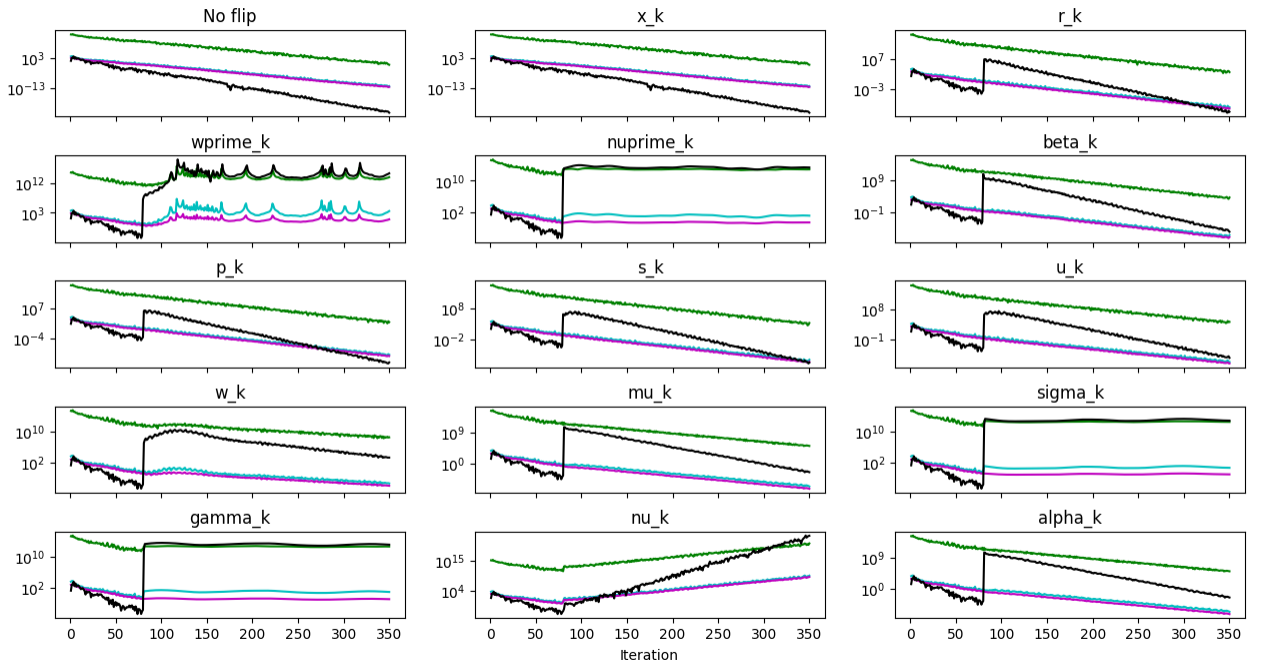 No flip x_k r_k
10^3 10^3 10^7
10^-13 10^-13 10^-3
wprime_k nuprime_k beta_k
10^12 10^10 10^9
10^3 10^2 10^-1
p_k s_k u_k
10^7 10^8 10^8
10^-4 10^-2 10^-1
w_k mu_k sigma_k
10^10 10^9 10^10
10^2 10^0 10^2
gamma_k nu_k alpha_k
10^10 10^15 10^9
10^2 10^4 10^0
0 50 100 150 200 250 300 350 0 50 100 150 200 250 300 350 0 50 100 150 200 250 300 350
Iteration